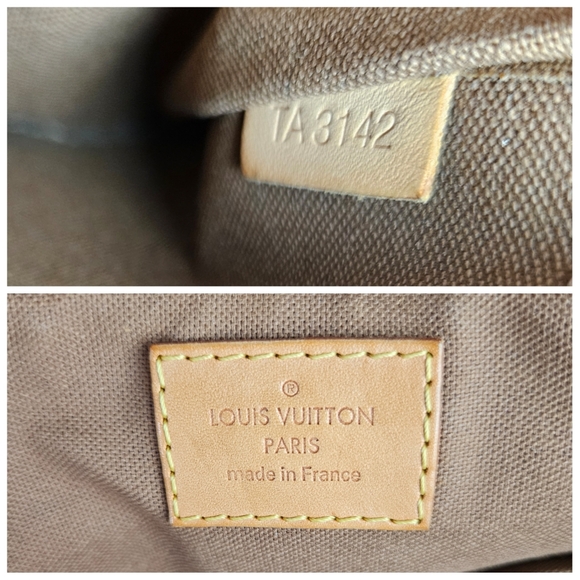 TA 3142
®
LOUIS VUITTON
PARIS
made in France